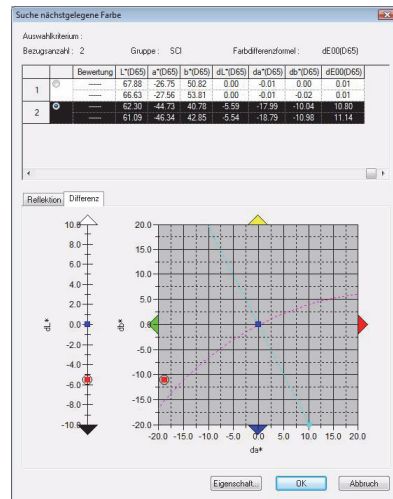 Suche nächstgelegene Farbe
Auswahlkriterium :
Bezugsanzahl : 2 Gruppe : SCI Farbdifferenzformel : dE00(D65)
Bewertung L*(D65) a*(D65) b*(D65) dL*(D65) da*(D65) db*(D65) dE00(D65)
1 ----- 67.88 -26.75 50.82 0.00 -0.01 0.00 0.01
----- 66.63 -27.56 53.81 0.00 -0.01 -0.02 0.01
2 ----- 62.30 -44.73 40.78 -5.59 -17.99 -10.04 10.80
----- 61.09 -46.34 42.85 -5.54 -18.79 -10.98 11.14
Reflektion Differenz
10.0 20.0
8.0 15.0
6.0 10.0
4.0
2.0 5.0
dL* 0.0 db* 0.0
-2.0 -5.0
-4.0
-6.0 -10.0
-8.0 -15.0
-10.0 -20.0
-20.0 -15.0 -10.0 -5.0 0.0 5.0 10.0 15.0 20.0
da*
Eigenschaft... OK Abbruch